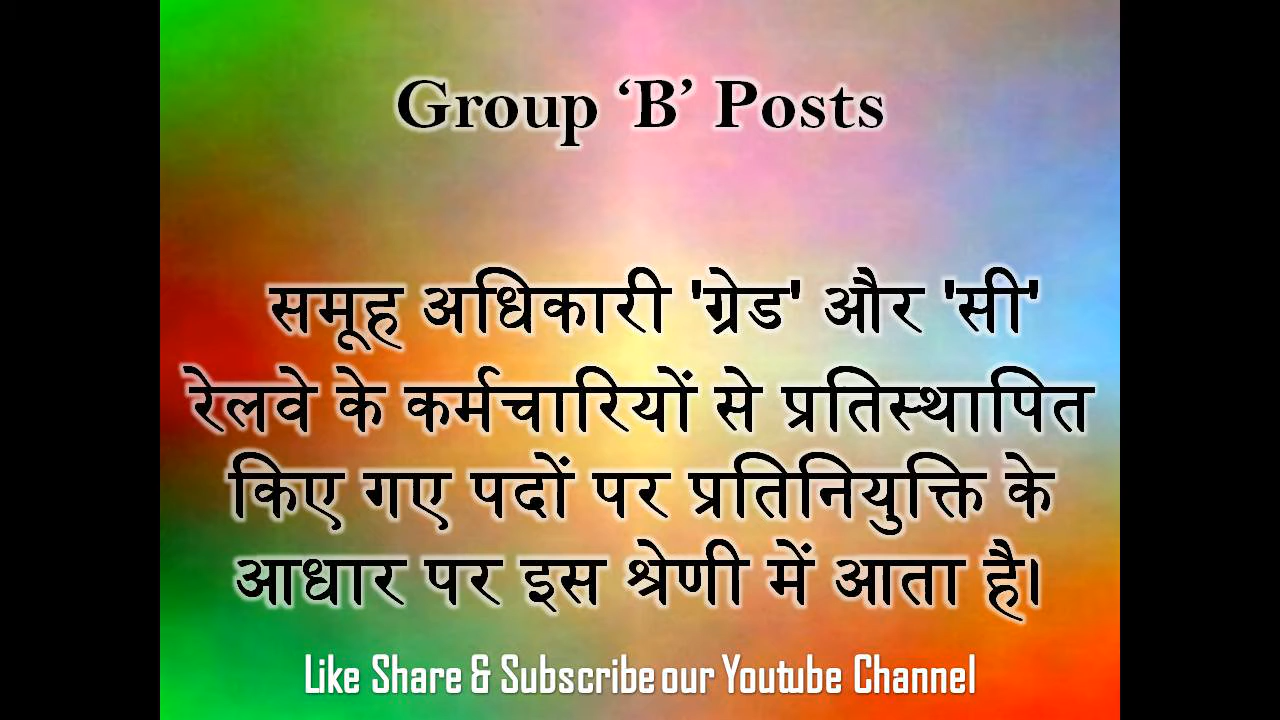 Group ‘B’ Posts
समूह अधिकारी 'ग्रेड' और 'सी'
रेलवे के कर्मचारियों से प्रतिस्थापित
किए गए पदों पर प्रतिनियुक्ति के
आधार पर इस श्रेणी में आता है।
Like Share & Subscribe our Youtube Channel